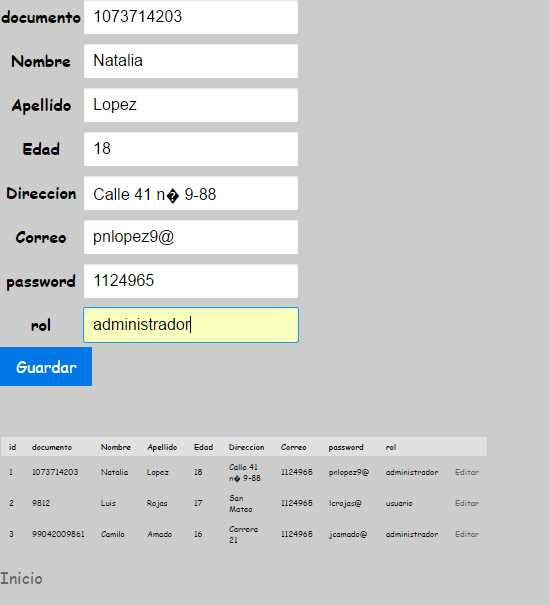 documento 1073714203
Nombre Natalia
Apellido Lopez
Edad 18
Direccion Calle 41 n� 9-88
Correo pnlopez9@
password 1124965
rol administrador
Guardar
id documento Nombre Apellido Edad Direccion Correo password rol
1 1073714203 Natalia Lopez 18 Calle 41 n� 9-88 1124965 pnlopez9@ administrador Editar
2 9812 Luis Rojas 17 San Mateo 1124965 lcrojas@ usuario Editar
3 99042009861 Camilo Amado 16 Carrera 21 1124965 jcamado@ administrador Editar
Inicio